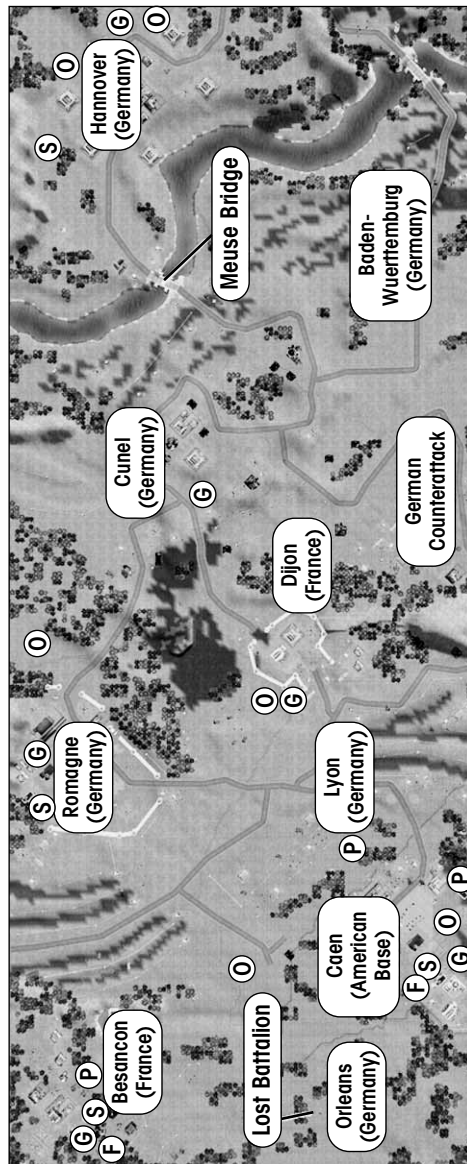 G
F
S
P
Besancon
(France)
S
G
O
Romagne
(Germany)
Cunel
(Germany)
G
S
O
G
O
Hannover
(Germany)
Meuse Bridge
Lost Battalion
O
O
G
Dijon
(France)
Orleans
(Germany)
Caen
(American
Base)
P
Lyon
(Germany)
German
Counterattack
Baden-
Wuerttemburg
(Germany)
F
S
G
O
P